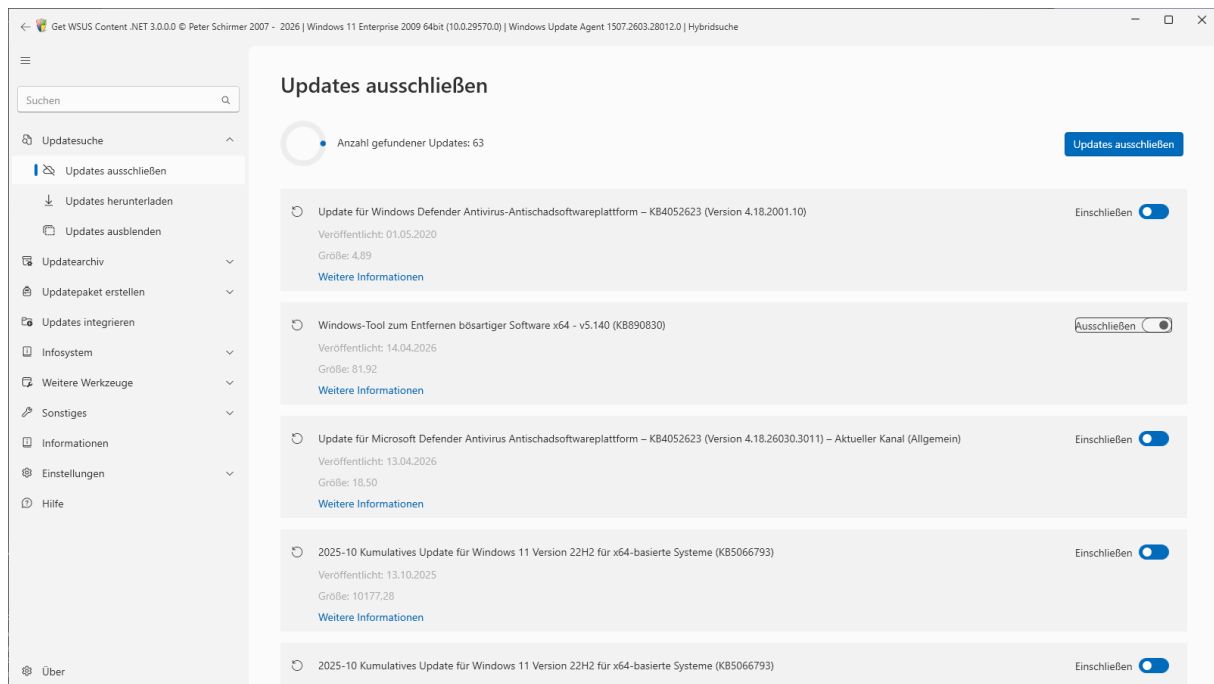 Get WSUS Content .NET 3.0.0.0 © Peter Schirmer 2007 - 2026 | Windows 11 Enterprise 2009 64bit (10.0.29570.0) | Windows Update Agent 1507.2603.28012.0 | Hybridsuche
Suchen
Updatesuche
Updates ausschließen
Updates herunterladen
Updates ausblenden
Updatearchiv
Updatepaket erstellen
Updates integrieren
Infosystem
Weitere Werkzeuge
Sonstiges
Informationen
Einstellungen
Hilfe
Über
Updates ausschließen
Anzahl gefundener Updates: 63
Updates ausschließen
Update für Windows Defender Antivirus-Antischadsoftwareplattform – KB4052623 (Version 4.18.2001.10)
Einschließen
Veröffentlicht: 01.05.2020
Größe: 4,89
Weitere Informationen
Windows-Tool zum Entfernen bösartiger Software x64 - v5.140 (KB890830)
Ausschließen
Veröffentlicht: 14.04.2026
Größe: 81,92
Weitere Informationen
Update für Microsoft Defender Antivirus Antischadsoftwareplattform – KB4052623 (Version 4.18.26030.3011) – Aktueller Kanal (Allgemein)
Einschließen
Veröffentlicht: 13.04.2026
Größe: 18,50
Weitere Informationen
2025-10 Kumulatives Update für Windows 11 Version 22H2 für x64-basierte Systeme (KB5066793)
Einschließen
Veröffentlicht: 13.10.2025
Größe: 10177,28
Weitere Informationen
2025-10 Kumulatives Update für Windows 11 Version 22H2 für x64-basierte Systeme (KB5066793)
Einschließen